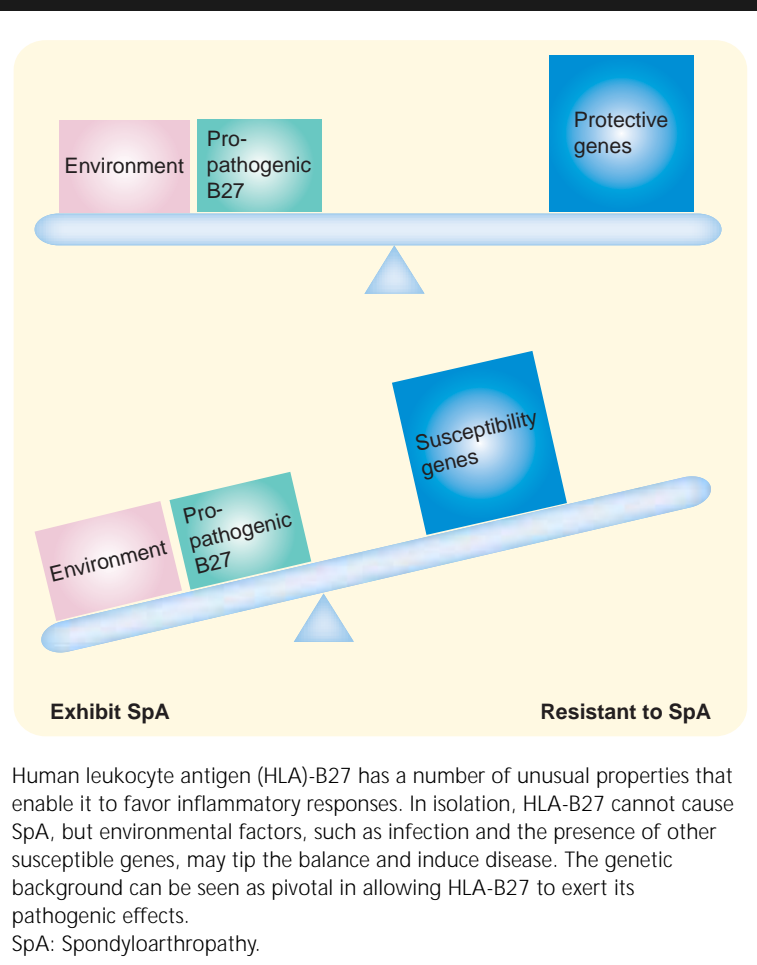 Environment
Pro-
pathogenic
B27
Protective
genes
Environment
Pro-
pathogenic
B27
Susceptibility
genes
Exhibit SpA
Resistant to SpA
Human leukocyte antigen (HLA)-B27 has a number of unusual properties that
enable it to favor inflammatory responses. In isolation, HLA-B27 cannot cause
SpA, but environmental factors, such as infection and the presence of other
susceptible genes, may tip the balance and induce disease. The genetic
background can be seen as pivotal in allowing HLA-B27 to exert its
pathogenic effects.
SpA: Spondyloarthropathy.